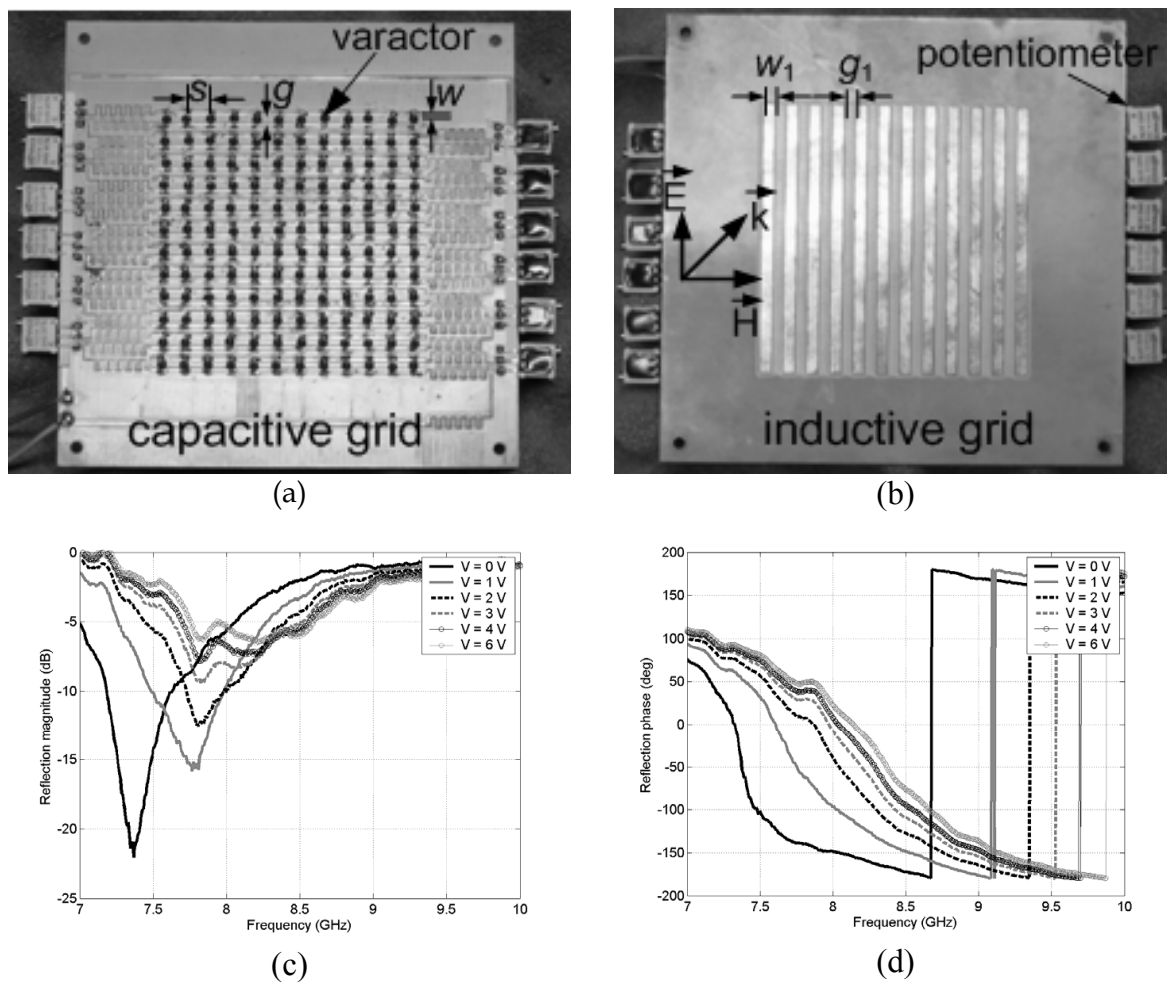 varactor
s g w
capacitive grid
(a)
w1 g1 potentiometer
E
k
H
inductive grid
(b)
0
-5
-10
-15
-20
-25
Reflection magnitude (dB)
7 7.5 8 8.5 9 9.5 10
Frequency (GHz)
V = 0 V
V = 1 V
V = 2 V
V = 3 V
V = 4 V
V = 6 V
(c)
200
150
100
50
0
-50
-100
-150
-200
Reflection phase (deg)
7 7.5 8 8.5 9 9.5 10
Frequency (GHz)
V = 0 V
V = 1 V
V = 2 V
V = 3 V
V = 4 V
V = 6 V
(d)